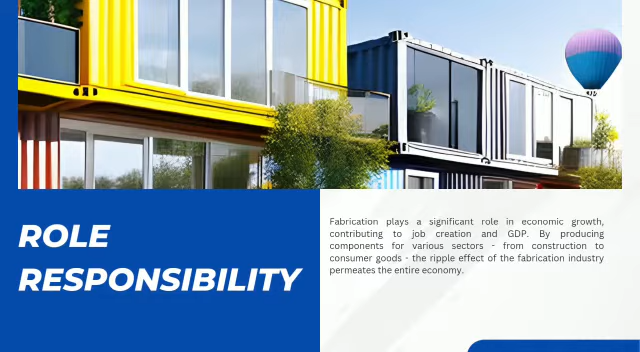 ROLE
RESPONSIBILITY
Fabrication plays a significant role in economic growth,
contributing to job creation and GDP. By producing
components for various sectors - from construction to
consumer goods - the ripple effect of the fabrication industry
permeates the entire economy.